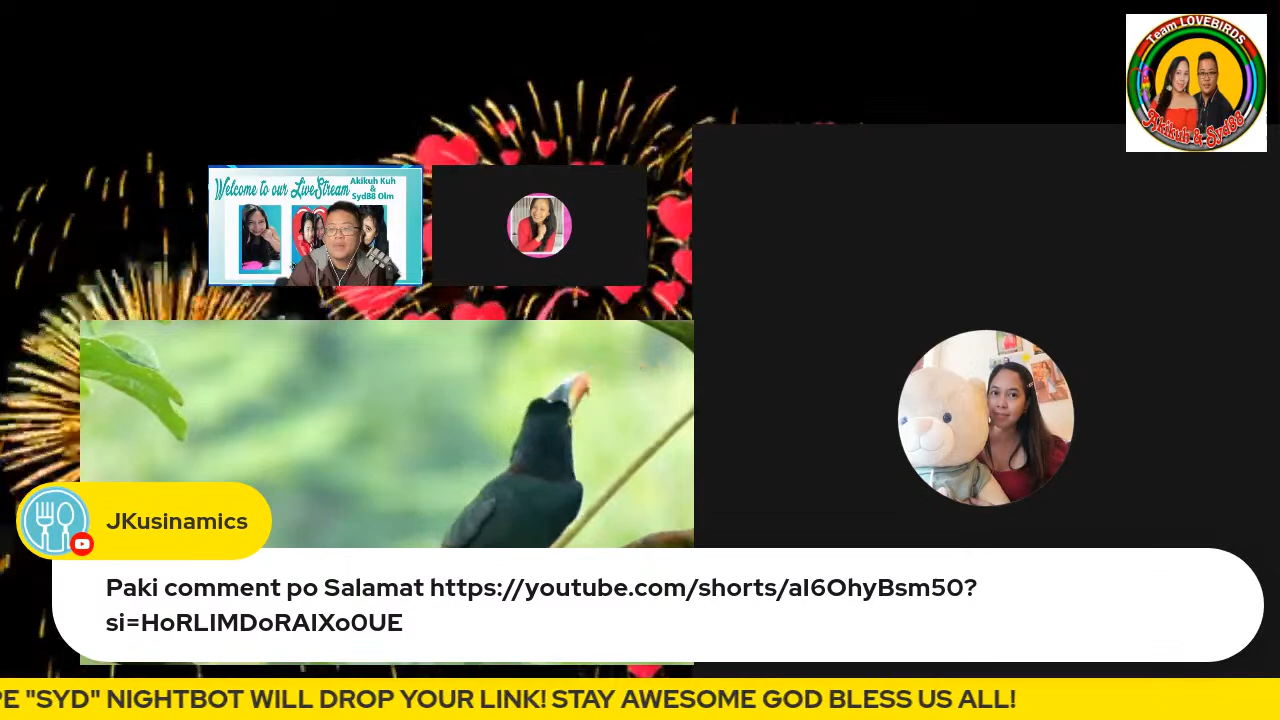 Team LOVEBIRDS
Akikuh & Syd88
Welcome to our LiveStream
Akikuh Kuh
&
Syd88 Olm
JKusinamics
Paki comment po Salamat https://youtube.com/shorts/aI6OhyBsm50?
si=HoRLIMDoRAIXo0UE
PE "SYD" NIGHTBOT WILL DROP YOUR LINK! STAY AWESOME GOD BLESS US ALL!